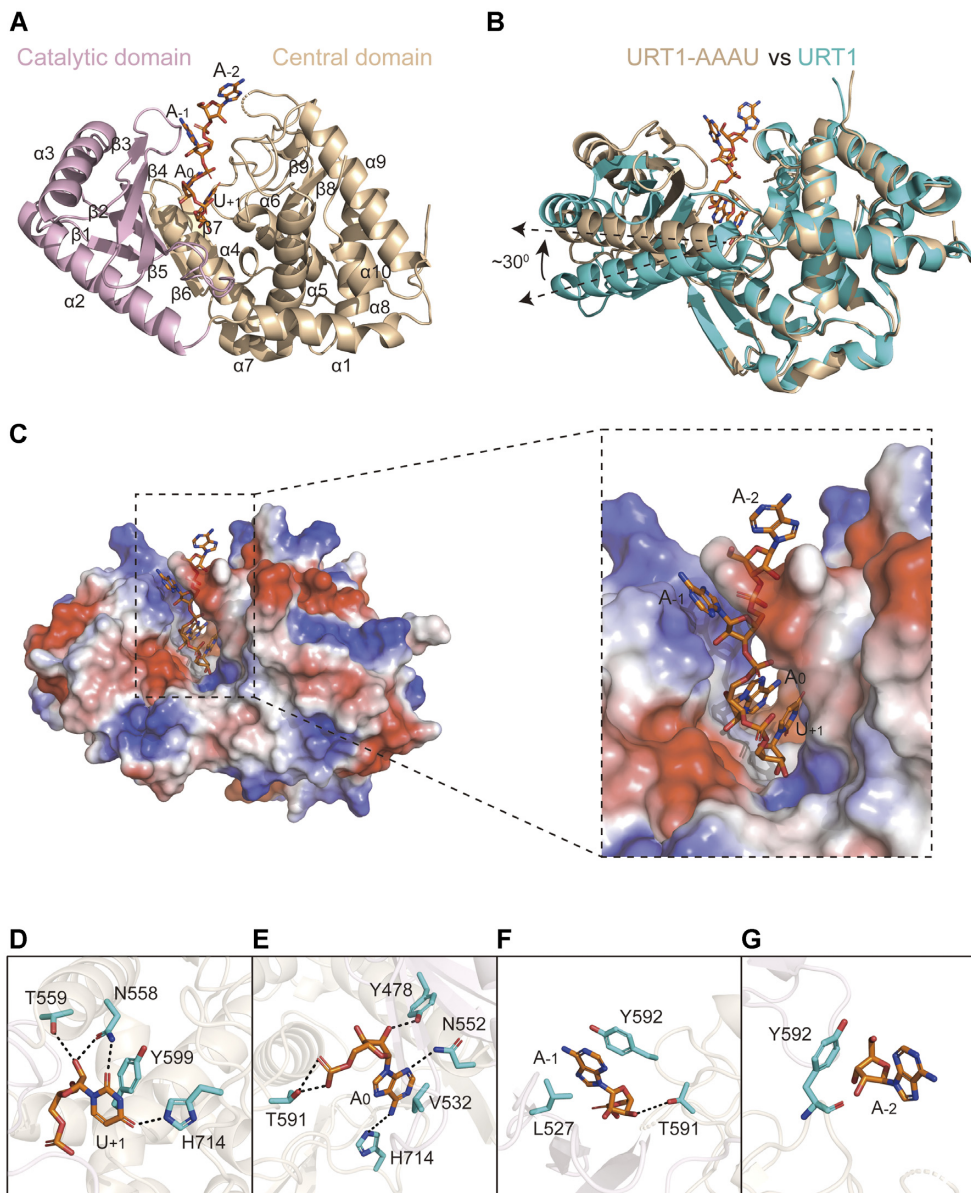 A
Catalytic domain
Central domain
A-2
A-1
α3
β3
β4
A0
U+1
β9
α9
β8
α6
β2
β1
β7
α4
β5
α2
β6
α5
α10
α8
α7
α1
B
URT1-AAAU vs URT1
~30⁰
C
A-2
A-1
A0
U+1
D
T559
N558
Y599
U+1
H714
E
Y478
N552
T591
A0
V532
H714
F
Y592
A-1
L527
T591
G
Y592
A-2